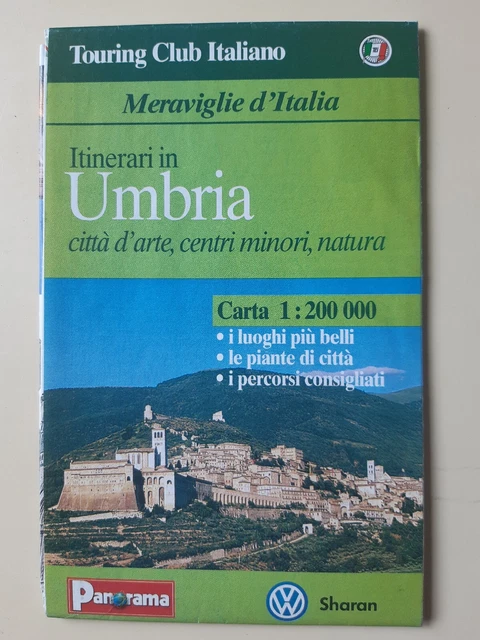 Touring Club Italiano
Meraviglie d'Italia
Itinerari in
Umbria
città d'arte, centri minori, natura
Carta 1:200 000
• i luoghi più belli
• le piante di città
• i percorsi consigliati
Panorama
Sharan